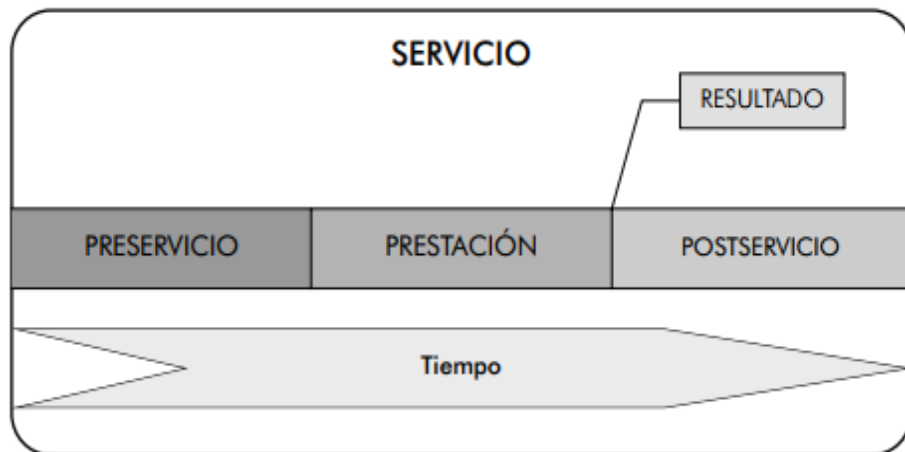 SERVICIO
RESULTADO
PRESERVICIO
PRESTACIÓN
POSTSERVICIO
Tiempo